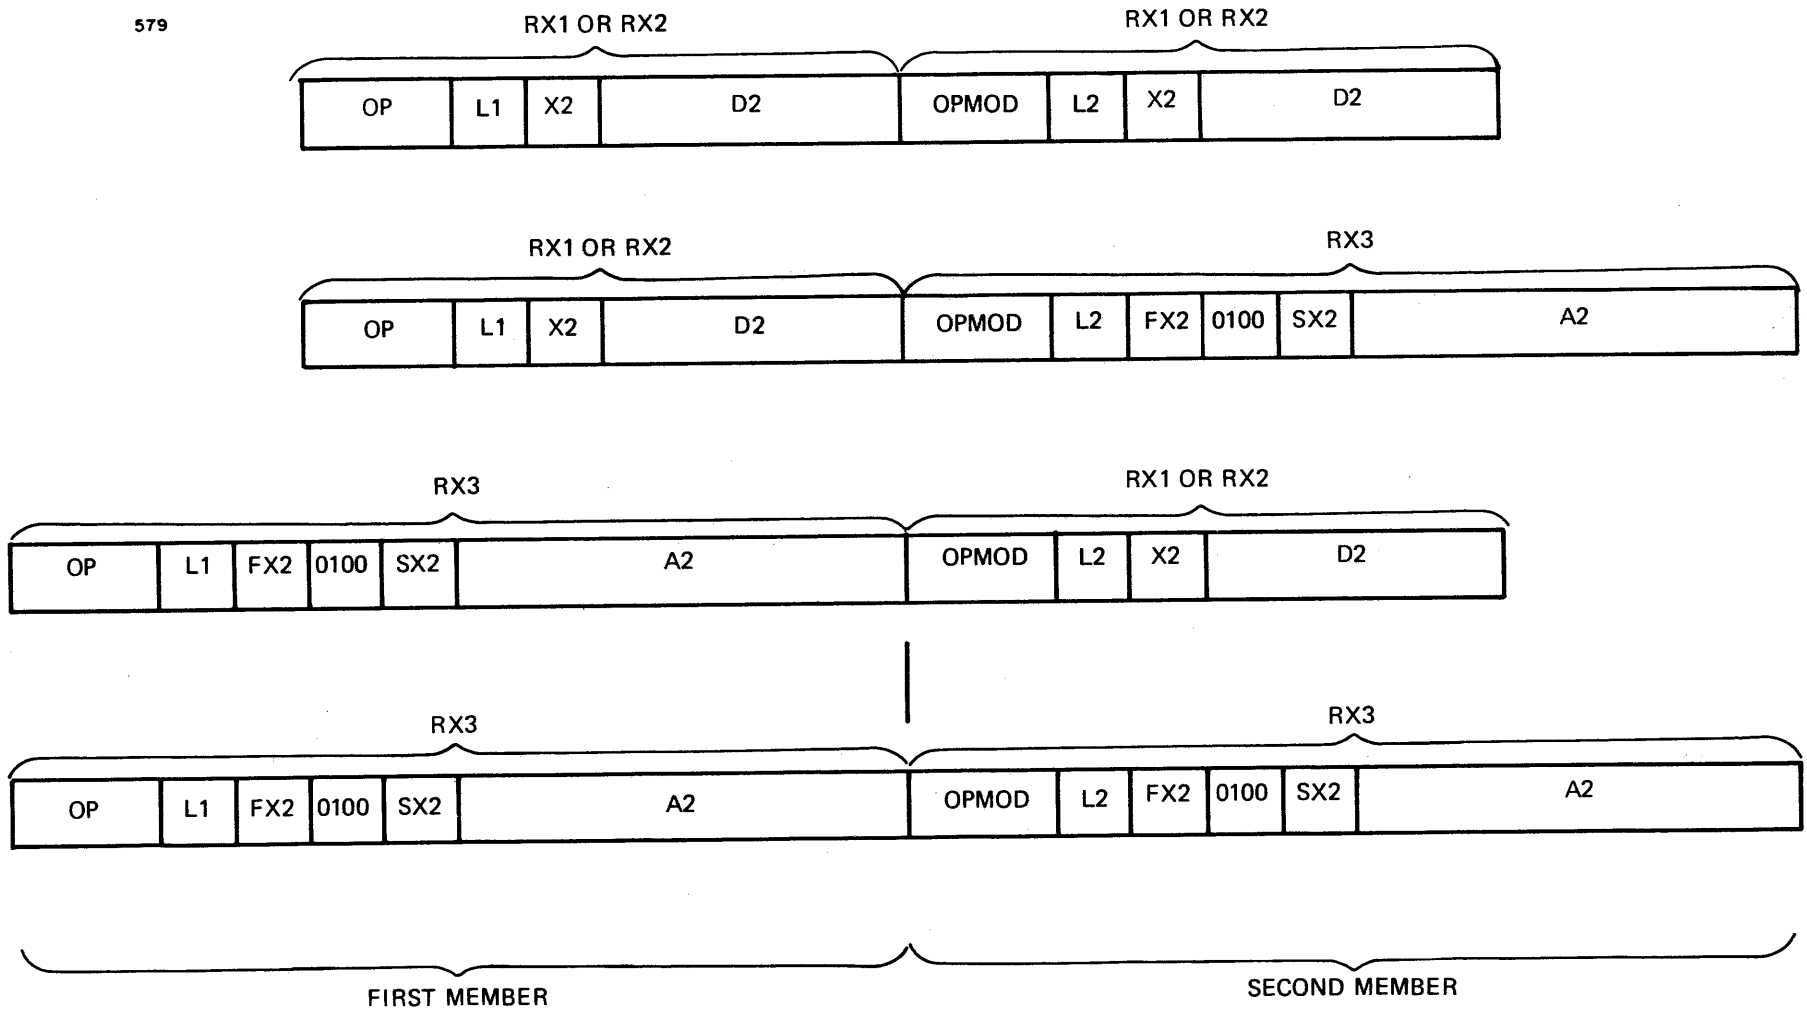 579
RX1 OR RX2 RX1 OR RX2
OP L1 X2 D2 OPMOD L2 X2 D2
RX1 OR RX2 RX3
OP L1 X2 D2 OPMOD L2 FX2 0100 SX2 A2
RX3 RX1 OR RX2
OP L1 FX2 0100 SX2 A2 OPMOD L2 X2 D2
RX3 RX3
OP L1 FX2 0100 SX2 A2 OPMOD L2 FX2 0100 SX2 A2
FIRST MEMBER SECOND MEMBER